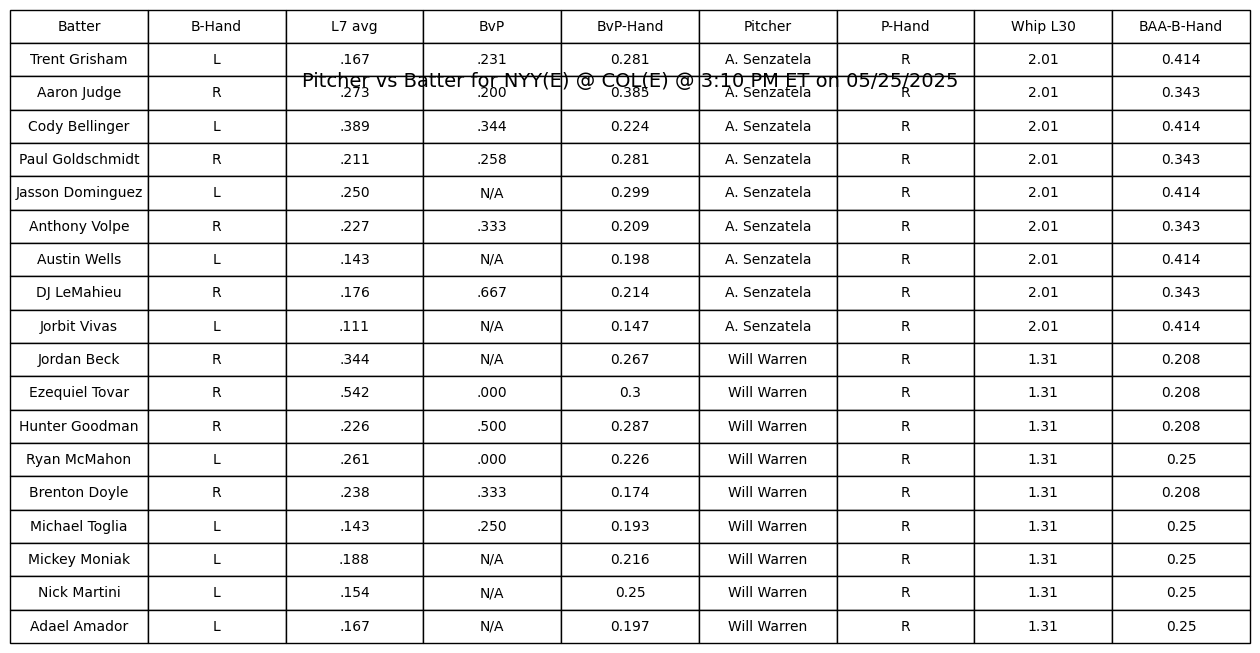 Batter B-Hand L7 avg BvP BvP-Hand Pitcher P-Hand Whip L30 BAA-B-Hand
Trent Grisham L .167 .231 0.281 A. Senzatela R 2.01 0.414
Pitcher vs Batter for NYY(E) @ COL(E) @ 3:10 PM ET on 05/25/2025
Aaron Judge R .273 .200 0.385 A. Senzatela R 2.01 0.343
Cody Bellinger L .389 .344 0.224 A. Senzatela R 2.01 0.414
Paul Goldschmidt R .211 .258 0.281 A. Senzatela R 2.01 0.343
Jasson Dominguez L .250 N/A 0.299 A. Senzatela R 2.01 0.414
Anthony Volpe R .227 .333 0.209 A. Senzatela R 2.01 0.343
Austin Wells L .143 N/A 0.198 A. Senzatela R 2.01 0.414
DJ LeMahieu R .176 .667 0.214 A. Senzatela R 2.01 0.343
Jorbit Vivas L .111 N/A 0.147 A. Senzatela R 2.01 0.414
Jordan Beck R .344 N/A 0.267 Will Warren R 1.31 0.208
Ezequiel Tovar R .542 .000 0.3 Will Warren R 1.31 0.208
Hunter Goodman R .226 .500 0.287 Will Warren R 1.31 0.208
Ryan McMahon L .261 .000 0.226 Will Warren R 1.31 0.25
Brenton Doyle R .238 .333 0.174 Will Warren R 1.31 0.208
Michael Toglia L .143 .250 0.193 Will Warren R 1.31 0.25
Mickey Moniak L .188 N/A 0.216 Will Warren R 1.31 0.25
Nick Martini L .154 N/A 0.25 Will Warren R 1.31 0.25
Adael Amador L .167 N/A 0.197 Will Warren R 1.31 0.25